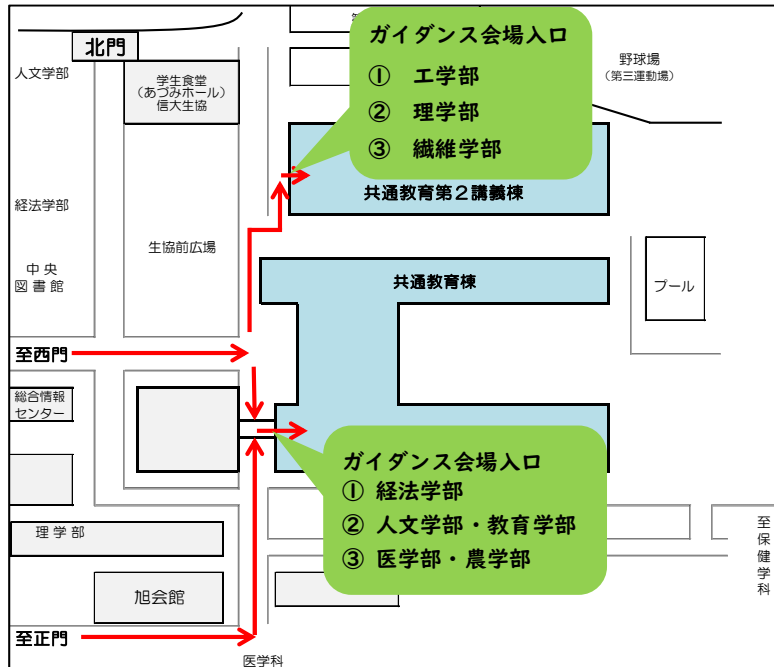 北門
人文学部
学生食堂
（あづみホール）
信大生協
ガイダンス会場入口
① 工学部
② 理学部
③ 繊維学部
野球場
（第三運動場）
共通教育第２講義棟
経法学部
生協前広場
中央
図書館
共通教育棟
プール
至西門
総合情報
センター
ガイダンス会場入口
① 経法学部
② 人文学部・教育学部
③ 医学部・農学部
理学部
至保健学科
旭会館
至正門
医学科